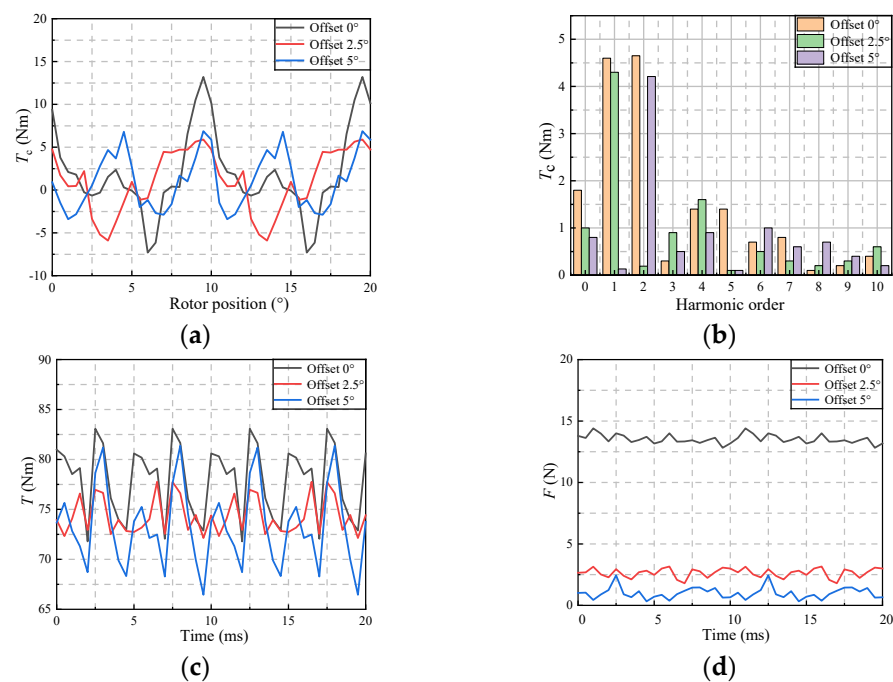 20
15
10
5
0
-5
-10
T_c (Nm)
Offset 0°
Offset 2.5°
Offset 5°
0 5 10 15 20
Rotor position (°)
(a)
5
4
3
2
1
0
T_c (Nm)
Offset 0°
Offset 2.5°
Offset 5°
0 1 2 3 4 5 6 7 8 9 10
Harmonic order
(b)
90
85
80
75
70
65
T (Nm)
Offset 0°
Offset 2.5°
Offset 5°
0 5 10 15 20
Time (ms)
(c)
20
15
10
5
0
F (N)
Offset 0°
Offset 2.5°
Offset 5°
0 5 10 15 20
Time (ms)
(d)